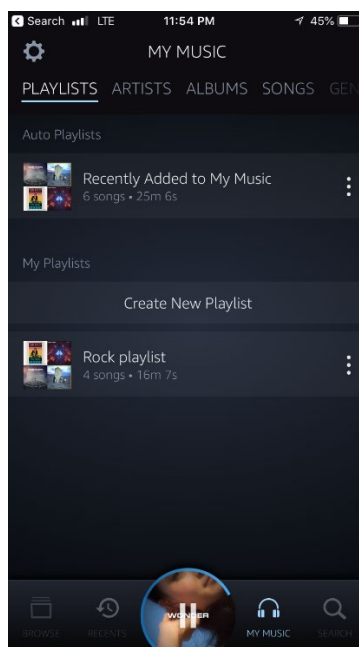 Search LTE 11:54 PM 45%
MY MUSIC
PLAYLISTS ARTISTS ALBUMS SONGS GEN
Auto Playlists
Recently Added to My Music
6 songs • 25m 6s
My Playlists
Create New Playlist
Rock playlist
4 songs • 16m 7s
WONDER
BROWSE RECENTS MY MUSIC SEARCH